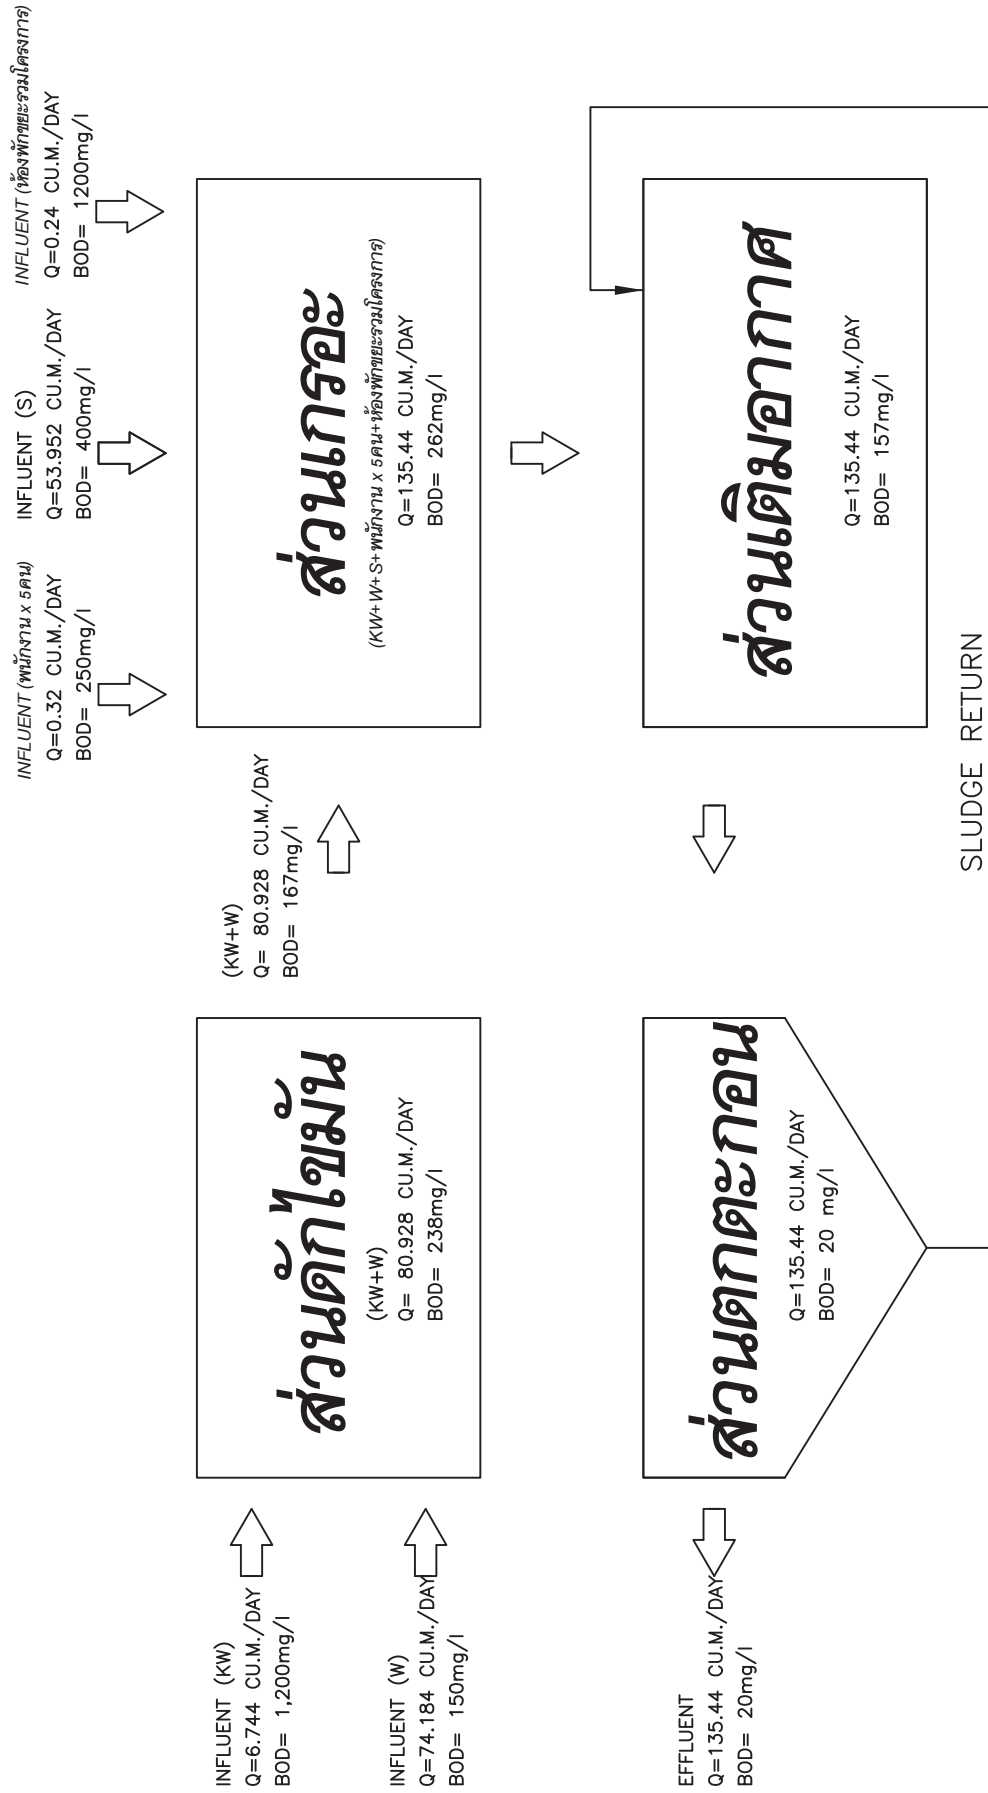 INFLUENT (พนักงาน x 5คน)
Q=0.32 CU.M./DAY
BOD= 250mg/l
INFLUENT (S)
Q=53.952 CU.M./DAY
BOD= 400mg/l
INFLUENT (ห้องพักขยะรวมโครงการ)
Q=0.24 CU.M./DAY
BOD= 1200mg/l
INFLUENT (KW)
Q=6.744 CU.M./DAY
BOD= 1,200mg/l
INFLUENT (W)
Q=74.184 CU.M./DAY
BOD= 150mg/l
ส่วนดักไขมัน
(KW+W)
Q= 80.928 CU.M./DAY
BOD= 238mg/l
(KW+W)
Q= 80.928 CU.M./DAY
BOD= 167mg/l
ส่วนเกรอะ
(KW+W+S+พนักงาน x 5คน+ห้องพักขยะรวมโครงการ)
Q=135.44 CU.M./DAY
BOD= 262mg/l
EFFLUENT
Q=135.44 CU.M./DAY
BOD= 20mg/l
ส่วนตกตะกอน
Q=135.44 CU.M./DAY
BOD= 20 mg/l
ส่วนเติมอากาศ
Q=135.44 CU.M./DAY
BOD= 157mg/l
SLUDGE RETURN